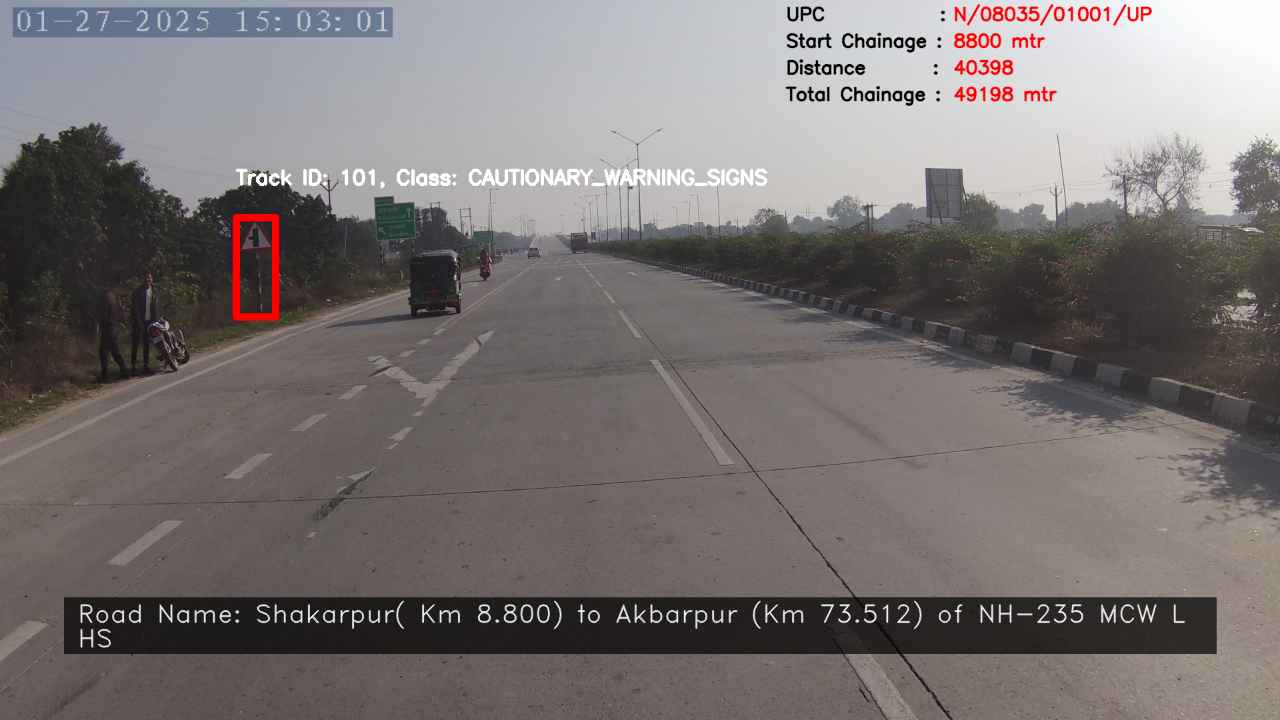 01-27-2025 15:03:01
UPC : N/08035/01001/UP
Start Chainage : 8800 mtr
Distance : 40398
Total Chainage : 49198 mtr
Track ID: 101, Class: CAUTIONARY_WARNING_SIGNS
Road Name: Shakarpur( Km 8.800) to Akbarpur (Km 73.512) of NH-235 MCW L
HS